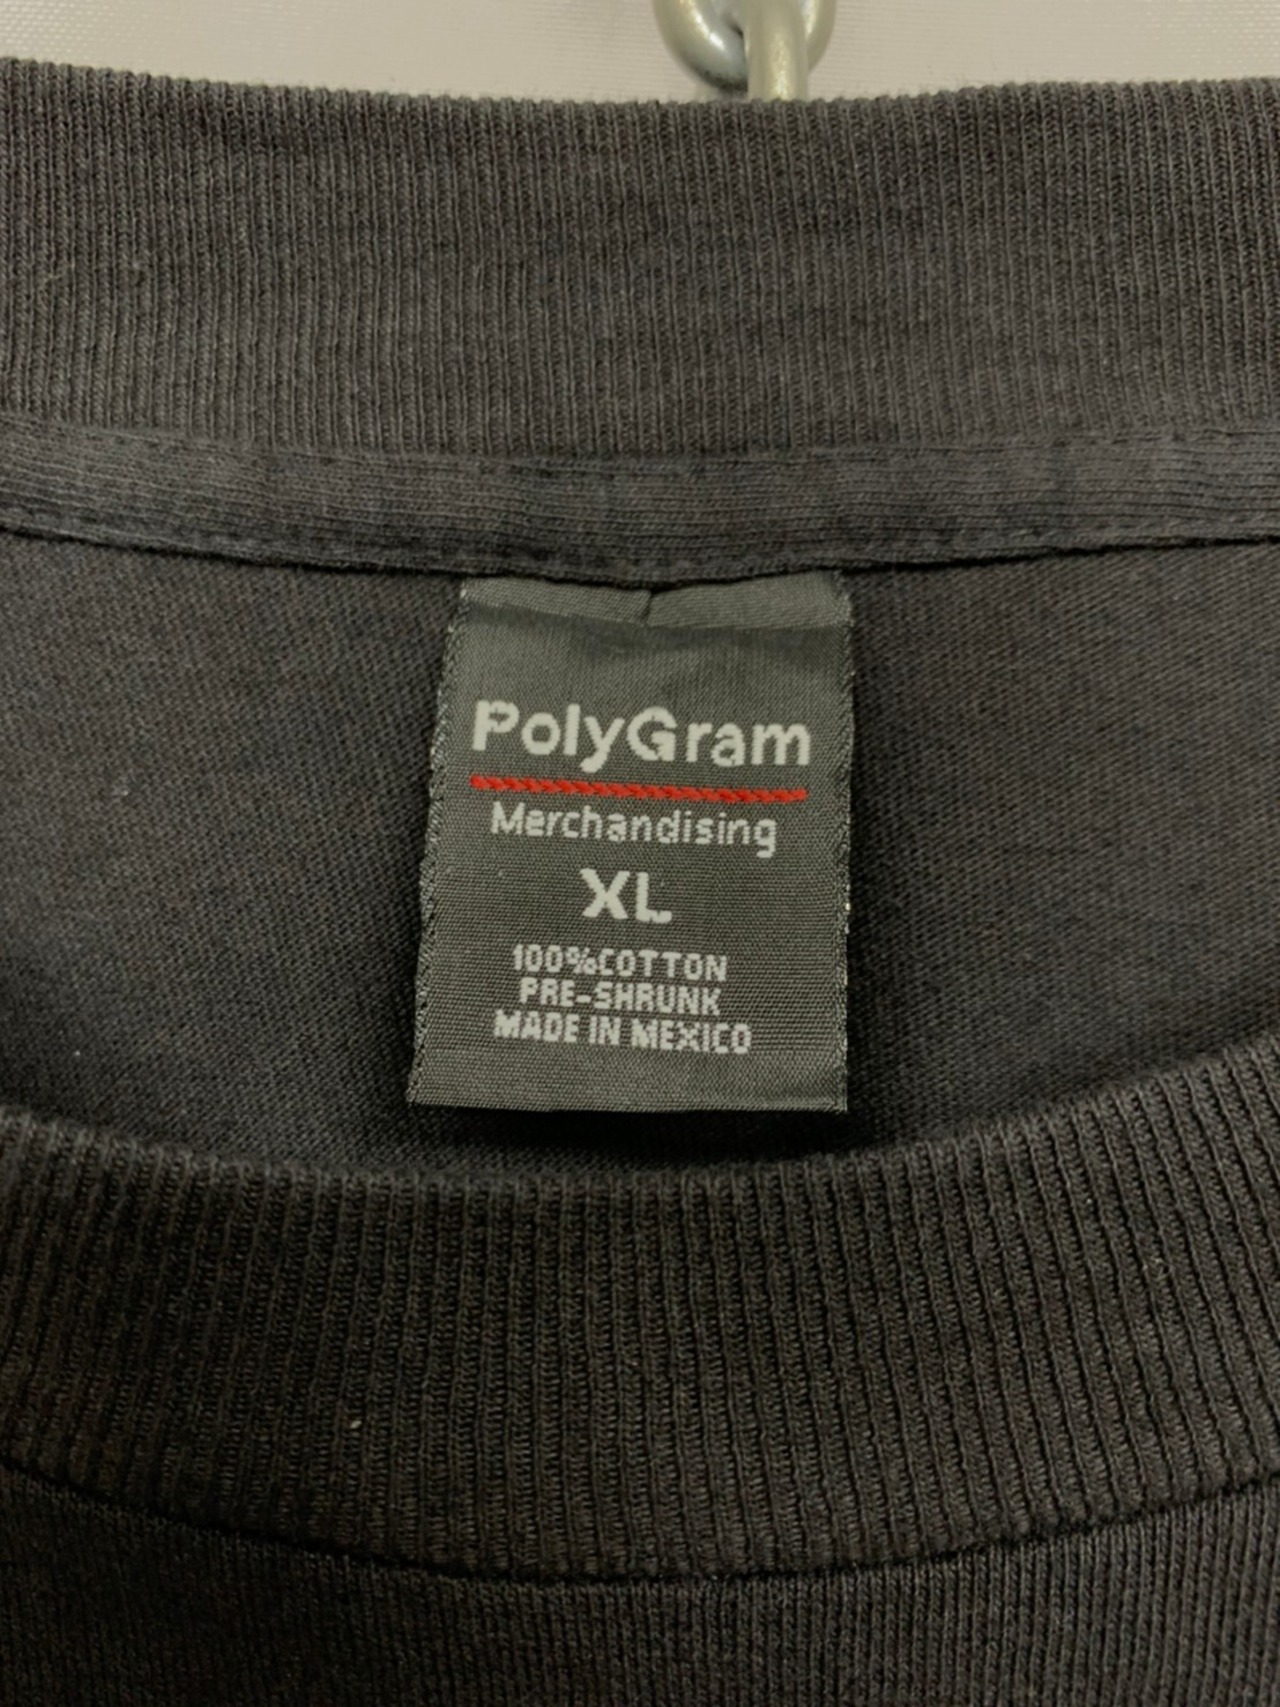 PolyGram
Merchandising
XL
100%COTTON
PRE-SHRUNK
MADE IN MEXICO